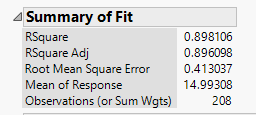 Summary of Fit
RSquare 0.898106
RSquare Adj 0.896098
Root Mean Square Error 0.413037
Mean of Response 14.99308
Observations (or Sum Wgts) 208